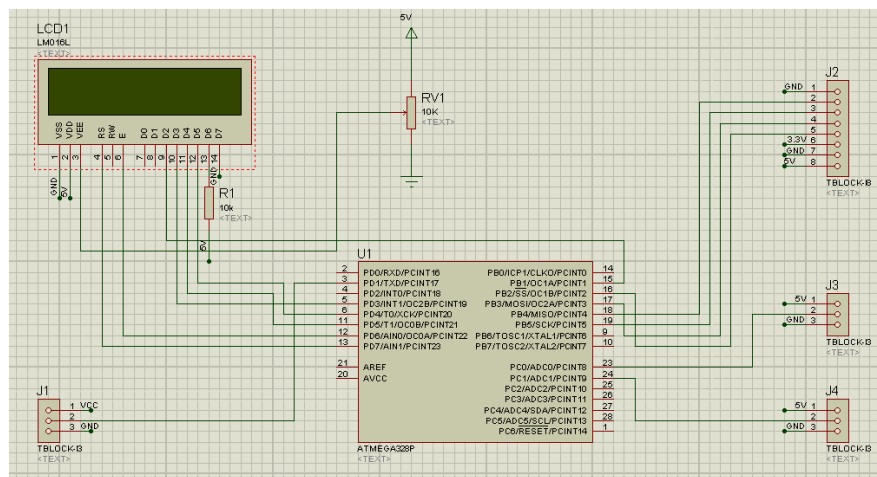 5V
LCD1
LM016L
<TEXT>
RV1
10K
<TEXT>
VSS VDD VEE RS RW E D0 D1 D2 D3 D4 D5 D6 D7
1 2 3 4 5 6 7 8 9 10 11 12 13 14
GND 5V GND
R1
10k
<TEXT>
5V
J2
GND 1
2
3
4
5
3.3V 6
GND 7
5V 8
TBLOCK-I8
<TEXT>
U1
2 PD0/RXD/PCINT16 PB0/ICP1/CLKO/PCINT0 14
3 PD1/TXD/PCINT17 PB1/OC1A/PCINT1 15
4 PD2/INT0/PCINT18 PB2/SS/OC1B/PCINT2 16
5 PD3/INT1/OC2B/PCINT19 PB3/MOSI/OC2A/PCINT3 17
6 PD4/T0/XCK/PCINT20 PB4/MISO/PCINT4 18
11 PD5/T1/OC0B/PCINT21 PB5/SCK/PCINT5 19
12 PD6/AIN0/OC0A/PCINT22 PB6/TOSC1/XTAL1/PCINT6 9
13 PD7/AIN1/PCINT23 PB7/TOSC2/XTAL2/PCINT7 10
21 AREF PC0/ADC0/PCINT8 23
20 AVCC PC1/ADC1/PCINT9 24
PC2/ADC2/PCINT10 25
PC3/ADC3/PCINT11 26
PC4/ADC4/SDA/PCINT12 27
PC5/ADC5/SCL/PCINT13 28
PC6/RESET/PCINT14 1
ATMEGA328P
<TEXT>
J3
5V 1
2
GND 3
TBLOCK-I3
<TEXT>
J1
1 VCC
2
3 GND
TBLOCK-I3
<TEXT>
J4
5V 1
2
GND 3
TBLOCK-I3
<TEXT>